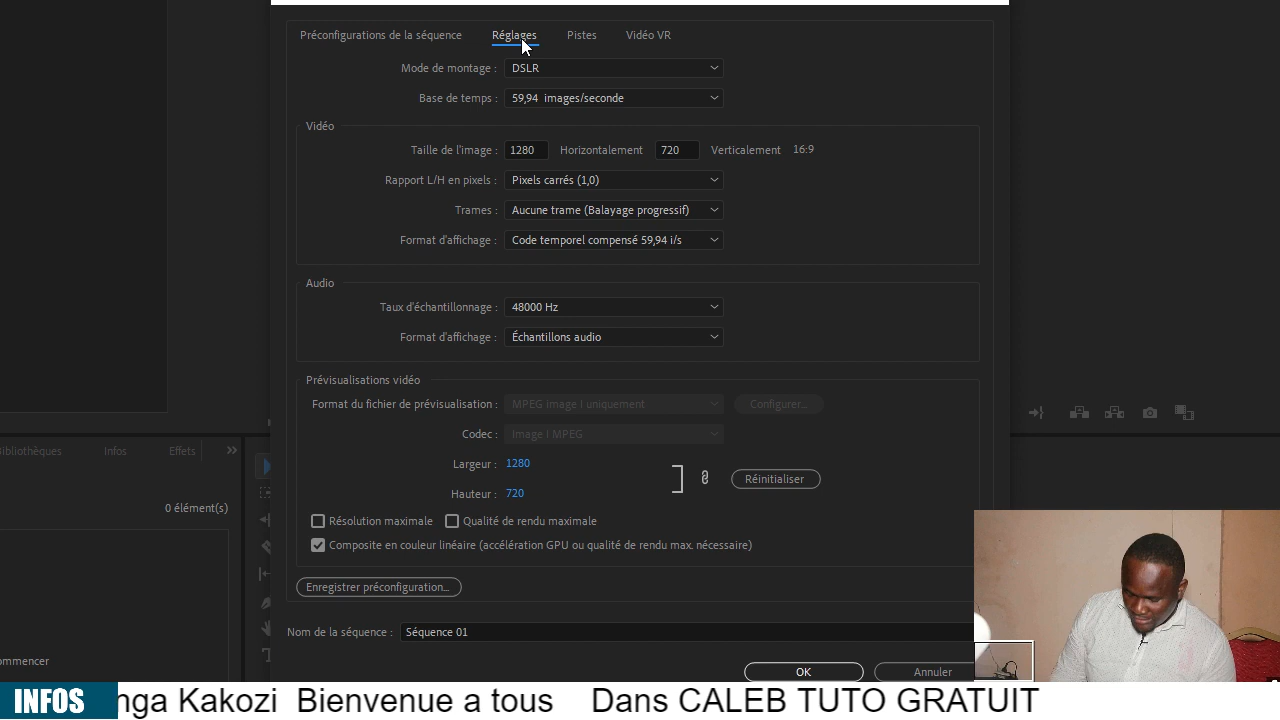 Préconfigurations de la séquence Réglages Pistes Vidéo VR
Mode de montage : DSLR
Base de temps : 59,94 images/seconde
Vidéo
Taille de l'image : 1280 Horizontalement 720 Verticalement 16:9
Rapport L/H en pixels : Pixels carrés (1,0)
Trames : Aucune trame (Balayage progressif)
Format d'affichage : Code temporel compensé 59,94 i/s
Audio
Taux d'échantillonnage : 48000 Hz
Format d'affichage : Échantillons audio
Prévisualisations vidéo
Format du fichier de prévisualisation : MPEG image I uniquement Configurer...
Codec : Image I MPEG
Largeur : 1280
Hauteur : 720
Réinitialiser
Résolution maximale Qualité de rendu maximale
Composite en couleur linéaire (accélération GPU ou qualité de rendu max. nécessaire)
Enregistrer préconfiguration...
Nom de la séquence : Séquence 01
OK Annuler
ibliothèques Infos Effets
0 élément(s)
ommencer
INFOS nga Kakozi Bienvenue a tous Dans CALEB TUTO GRATUIT